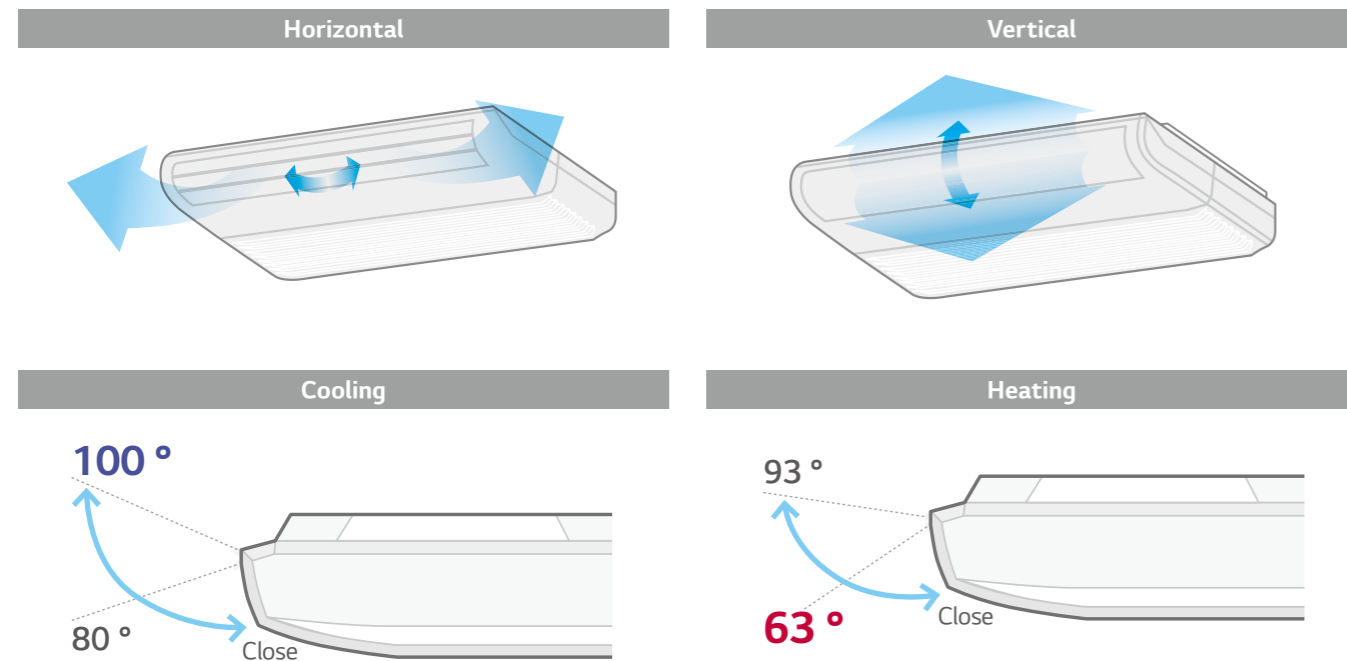 Horizontal
Vertical
Cooling
Heating
100 °
80 °
Close
93 °
63 °
Close